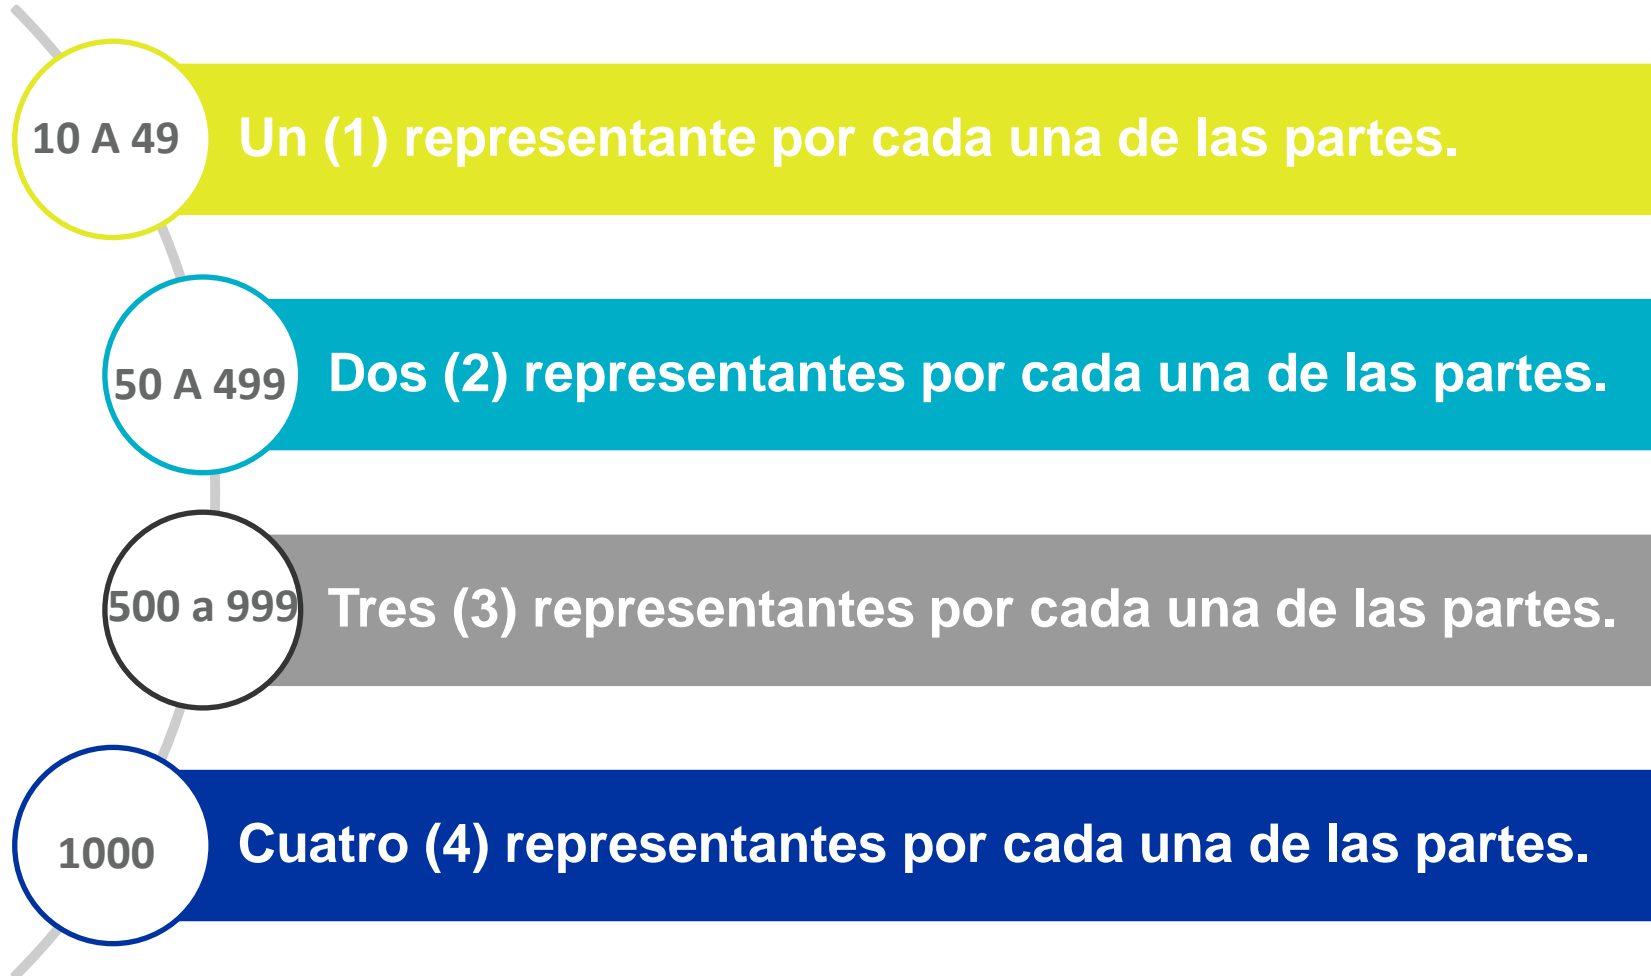 10 A 49
Un (1) representante por cada una de las partes.
50 A 499
Dos (2) representantes por cada una de las partes.
500 a 999
Tres (3) representantes por cada una de las partes.
1000
Cuatro (4) representantes por cada una de las partes.